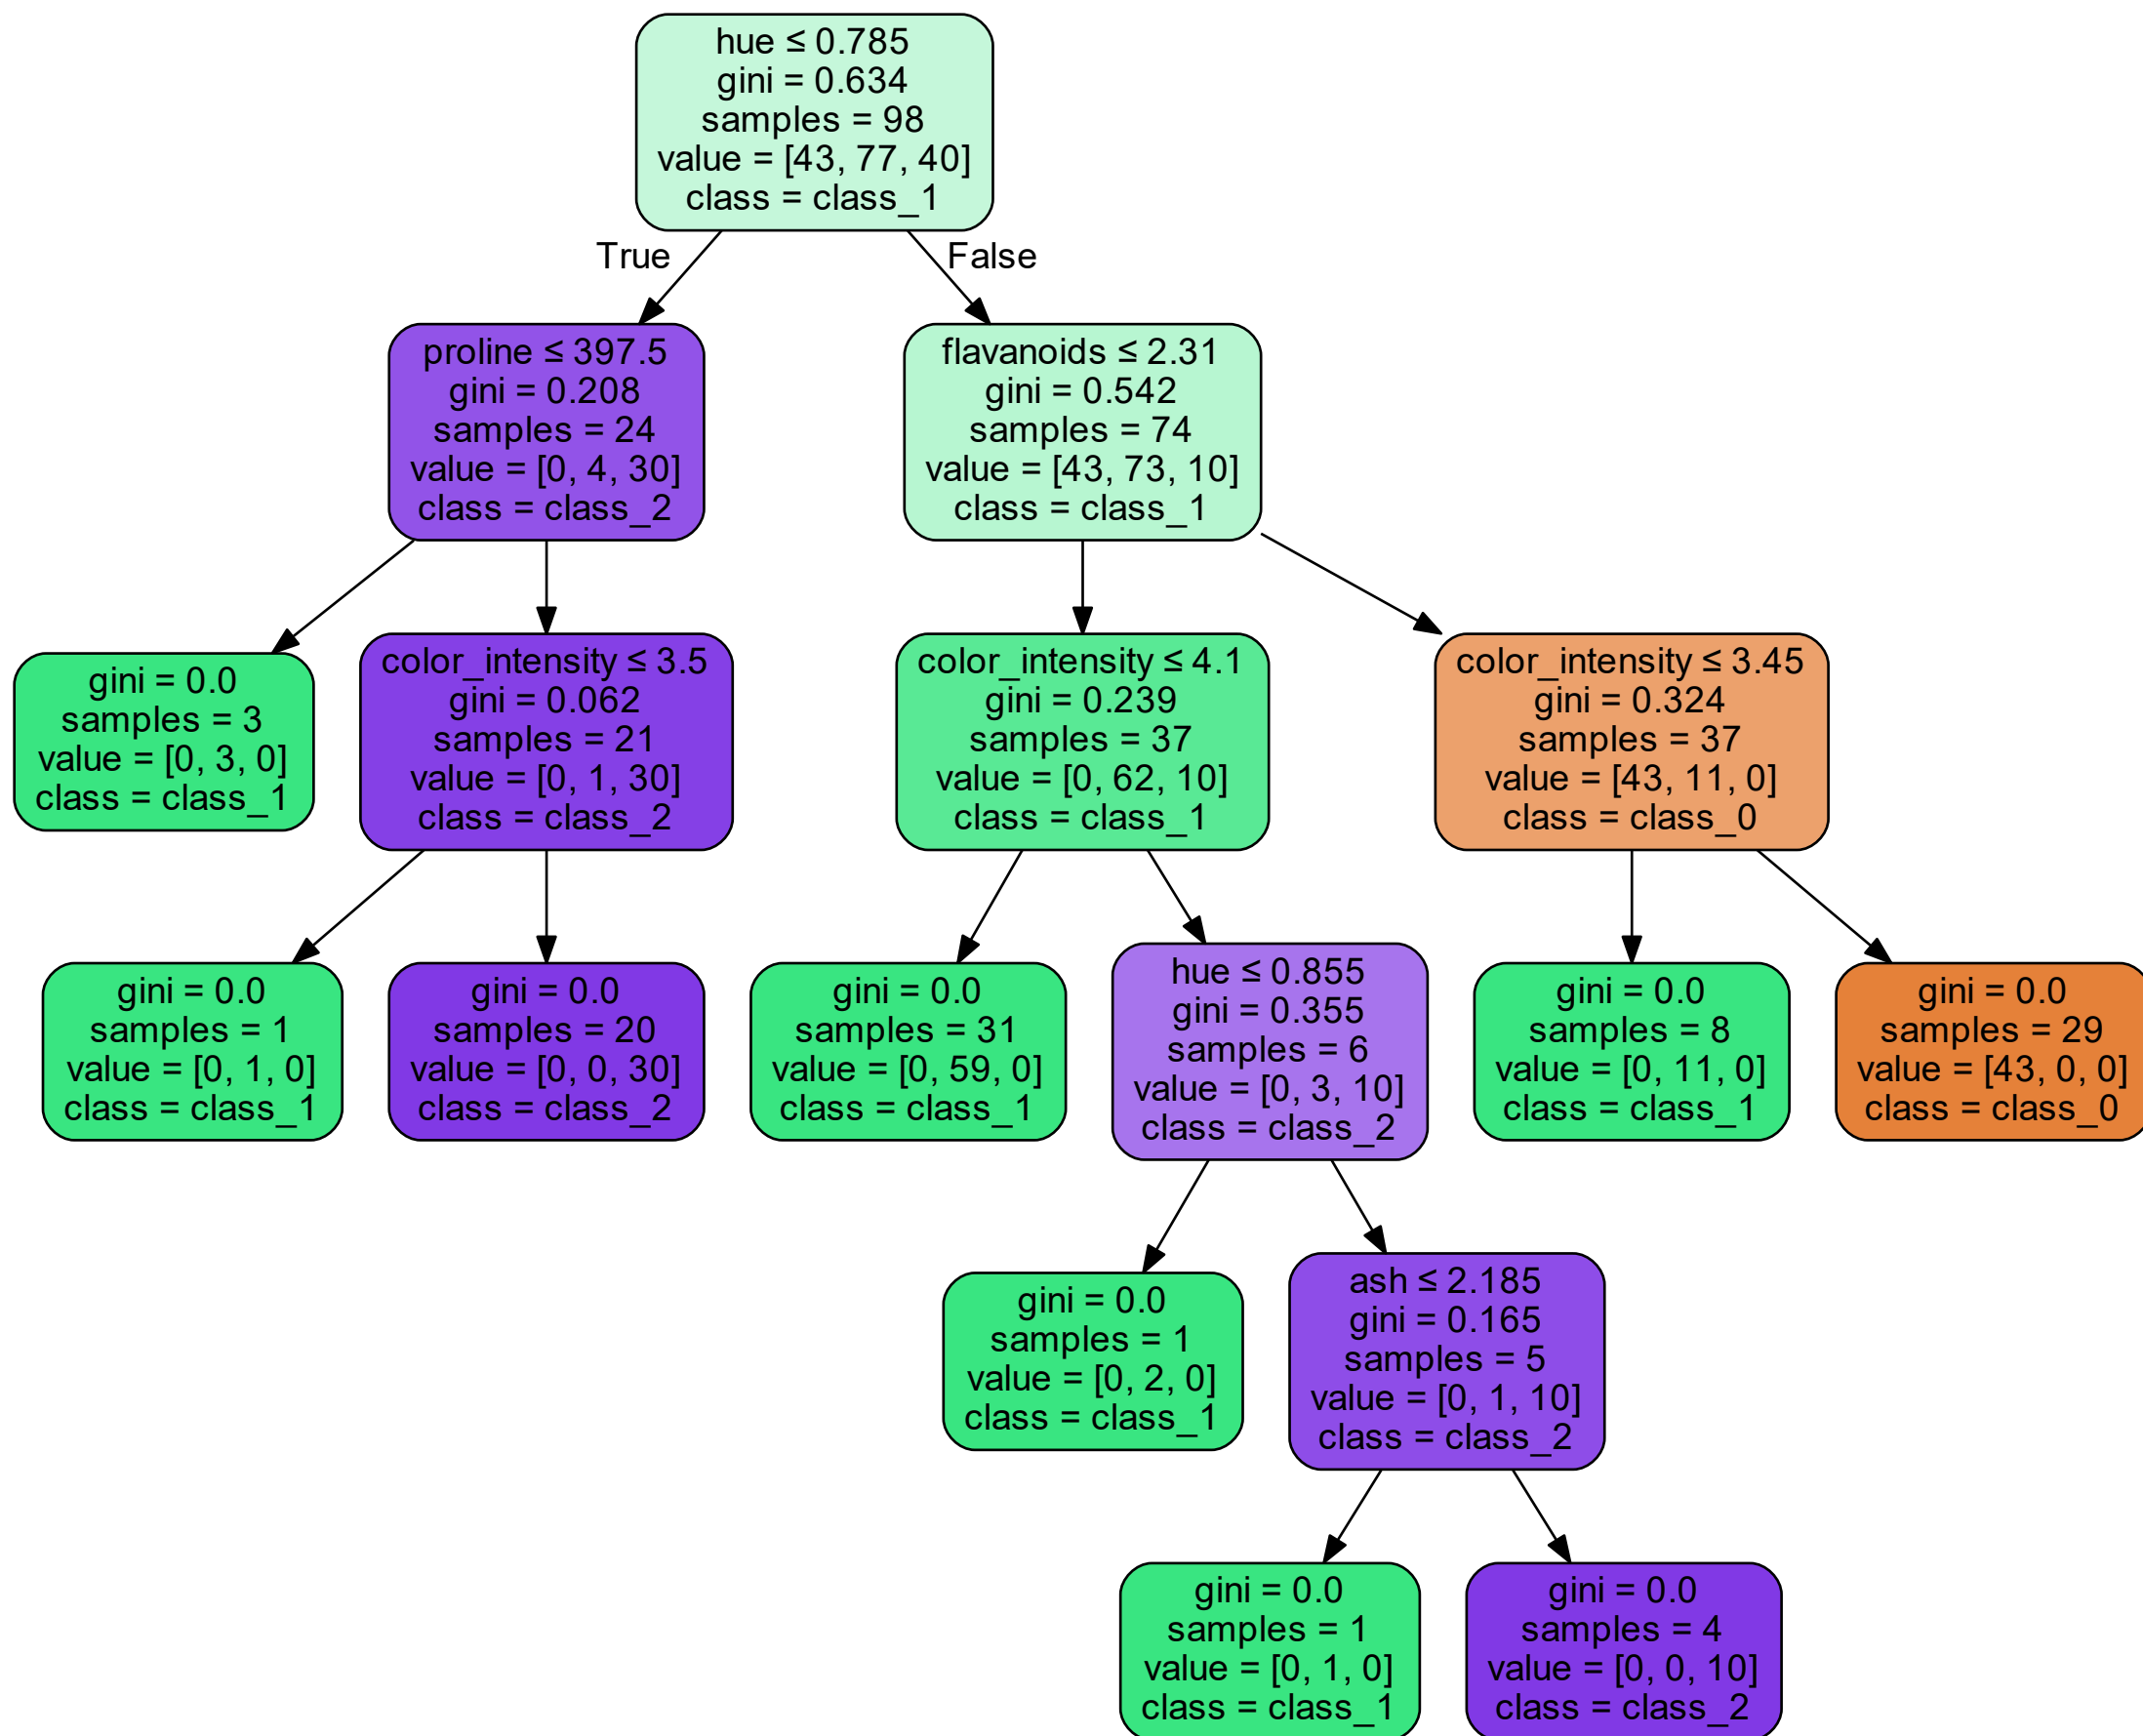 hue ≤ 0.785
gini = 0.634
samples = 98
value = [43, 77, 40]
class = class_1
True
False
proline ≤ 397.5
gini = 0.208
samples = 24
value = [0, 4, 30]
class = class_2
flavanoids ≤ 2.31
gini = 0.542
samples = 74
value = [43, 73, 10]
class = class_1
gini = 0.0
samples = 3
value = [0, 3, 0]
class = class_1
color_intensity ≤ 3.5
gini = 0.062
samples = 21
value = [0, 1, 30]
class = class_2
color_intensity ≤ 4.1
gini = 0.239
samples = 37
value = [0, 62, 10]
class = class_1
color_intensity ≤ 3.45
gini = 0.324
samples = 37
value = [43, 11, 0]
class = class_0
gini = 0.0
samples = 1
value = [0, 1, 0]
class = class_1
gini = 0.0
samples = 20
value = [0, 0, 30]
class = class_2
gini = 0.0
samples = 31
value = [0, 59, 0]
class = class_1
hue ≤ 0.855
gini = 0.355
samples = 6
value = [0, 3, 10]
class = class_2
gini = 0.0
samples = 8
value = [0, 11, 0]
class = class_1
gini = 0.0
samples = 29
value = [43, 0, 0]
class = class_0
gini = 0.0
samples = 1
value = [0, 2, 0]
class = class_1
ash ≤ 2.185
gini = 0.165
samples = 5
value = [0, 1, 10]
class = class_2
gini = 0.0
samples = 1
value = [0, 1, 0]
class = class_1
gini = 0.0
samples = 4
value = [0, 0, 10]
class = class_2